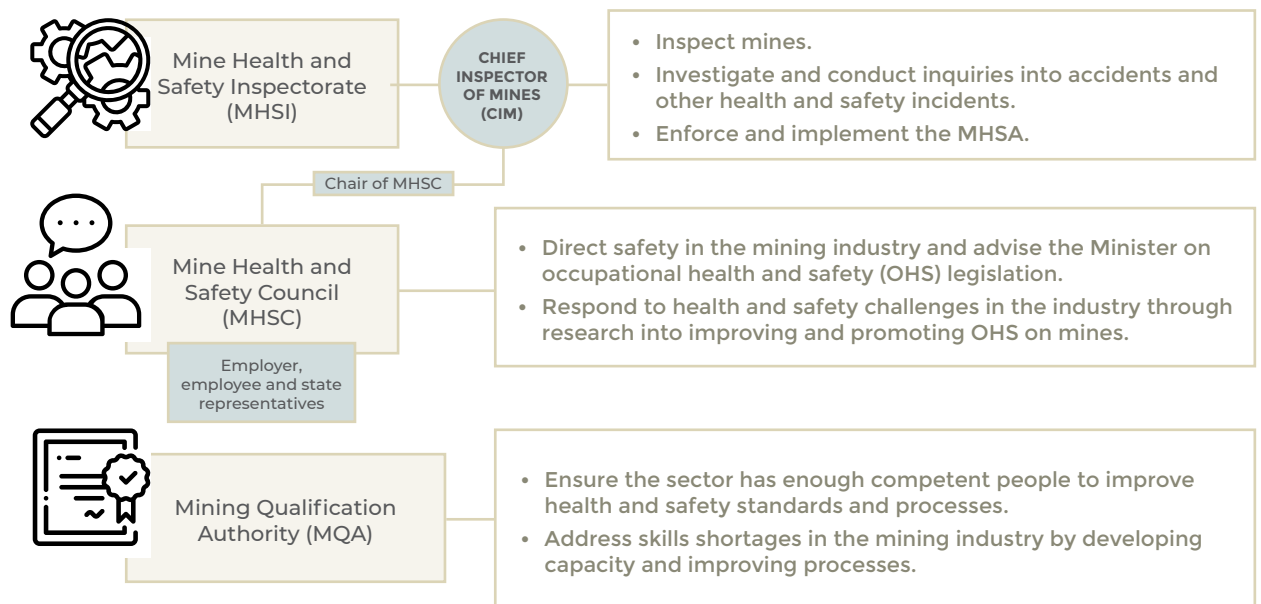 Mine Health and
Safety Inspectorate
(MHSI)
CHIEF
INSPECTOR
OF MINES
(CIM)
• Inspect mines.
• Investigate and conduct inquiries into accidents and
other health and safety incidents.
• Enforce and implement the MHSA.
Chair of MHSC
Mine Health and
Safety Council
(MHSC)
Employer,
employee and state
representatives
• Direct safety in the mining industry and advise the Minister on
occupational health and safety (OHS) legislation.
• Respond to health and safety challenges in the industry through
research into improving and promoting OHS on mines.
Mining Qualification
Authority (MQA)
• Ensure the sector has enough competent people to improve
health and safety standards and processes.
• Address skills shortages in the mining industry by developing
capacity and improving processes.